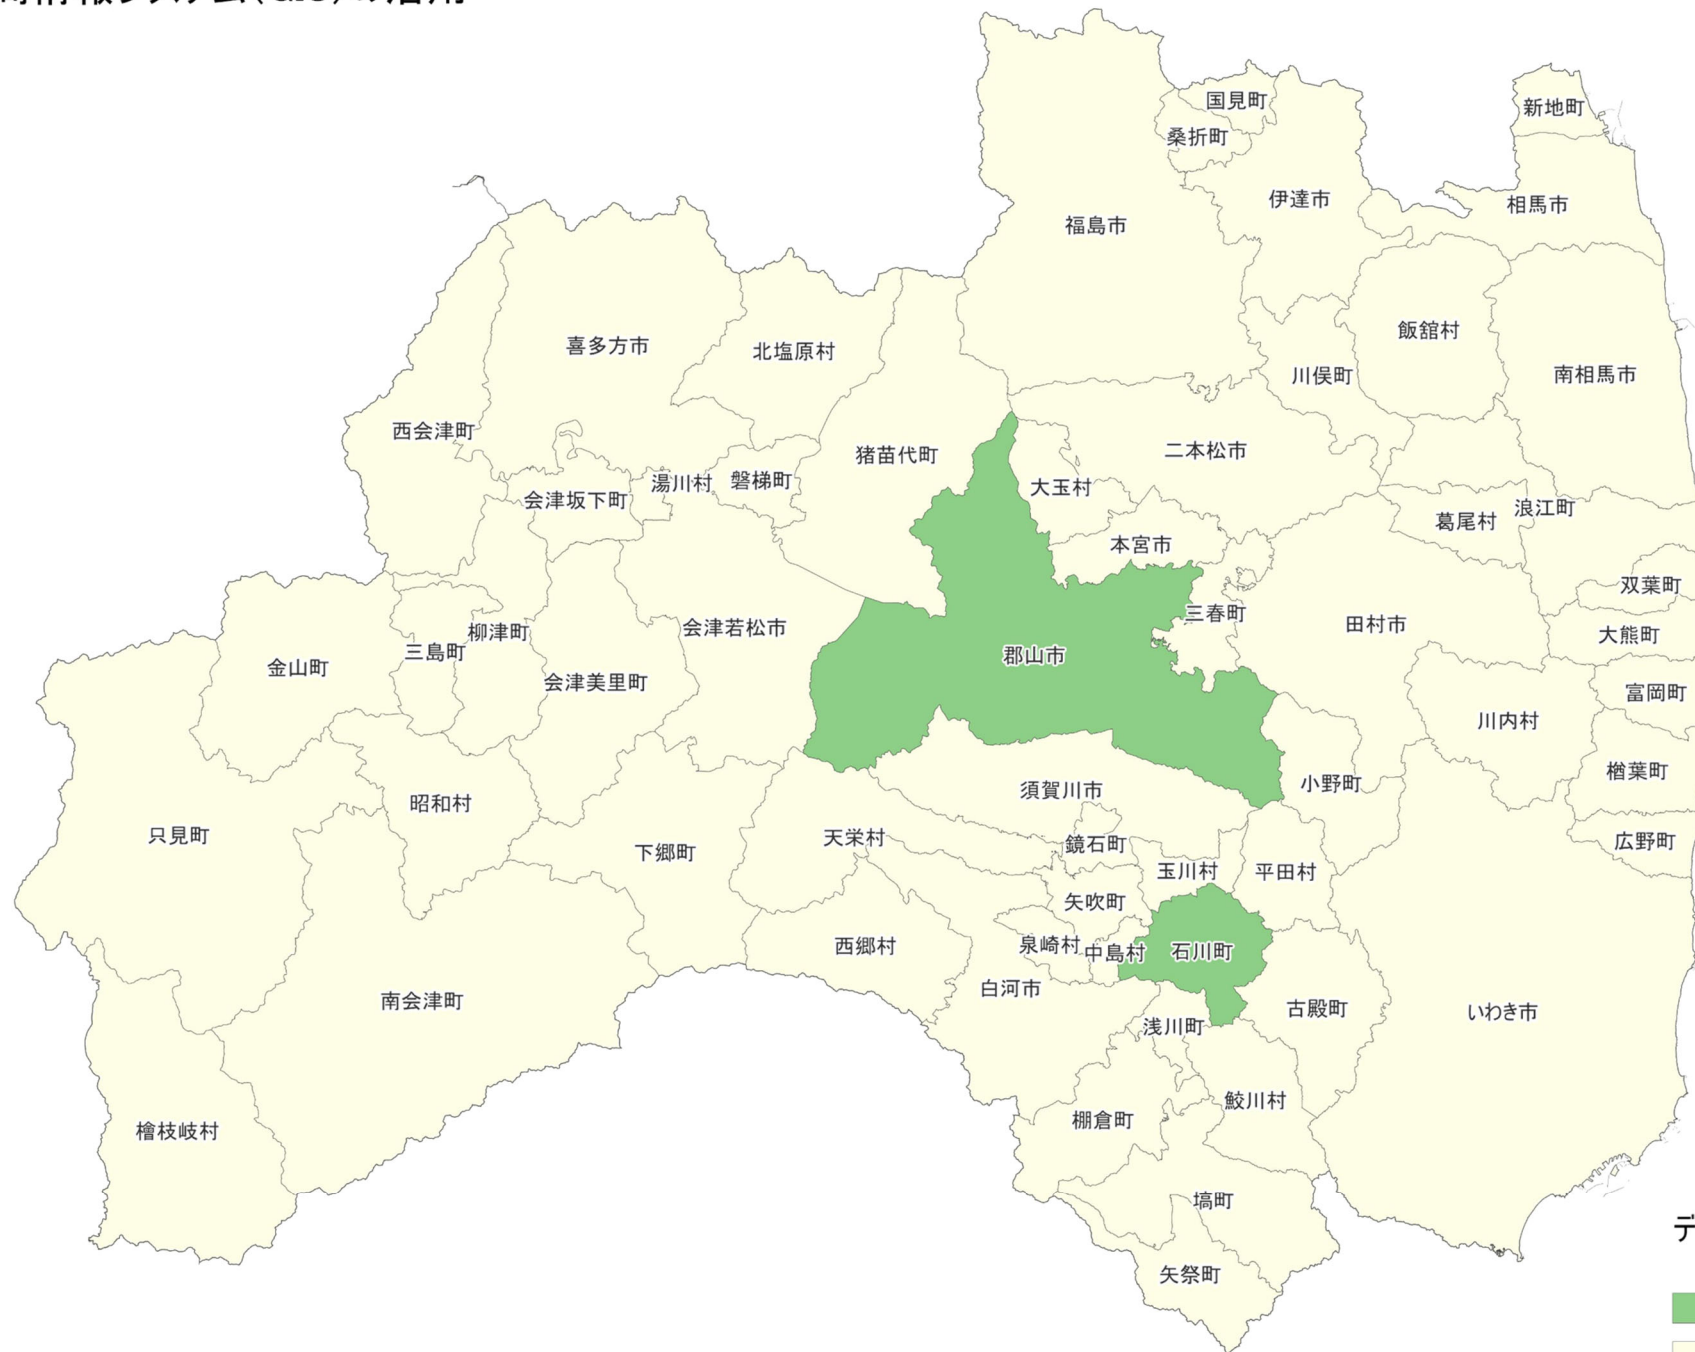 国見町
新地町
桑折町
伊達市
相馬市
福島市
飯舘村
喜多方市
北塩原村
川俣町
南相馬市
西会津町
猪苗代町
二本松市
湯川村
磐梯町
大玉村
会津坂下町
葛尾村
浪江町
本宮市
双葉町
三春町
田村市
大熊町
柳津町
会津若松市
三島町
郡山市
金山町
会津美里町
富岡町
川内村
楢葉町
小野町
須賀川市
昭和村
只見町
天栄村
鏡石町
広野町
下郷町
玉川村
平田村
矢吹町
西郷村
泉崎村
中島村
石川町
白河市
南会津町
古殿町
いわき市
浅川町
鮫川村
棚倉町
檜枝岐村
塙町
矢祭町